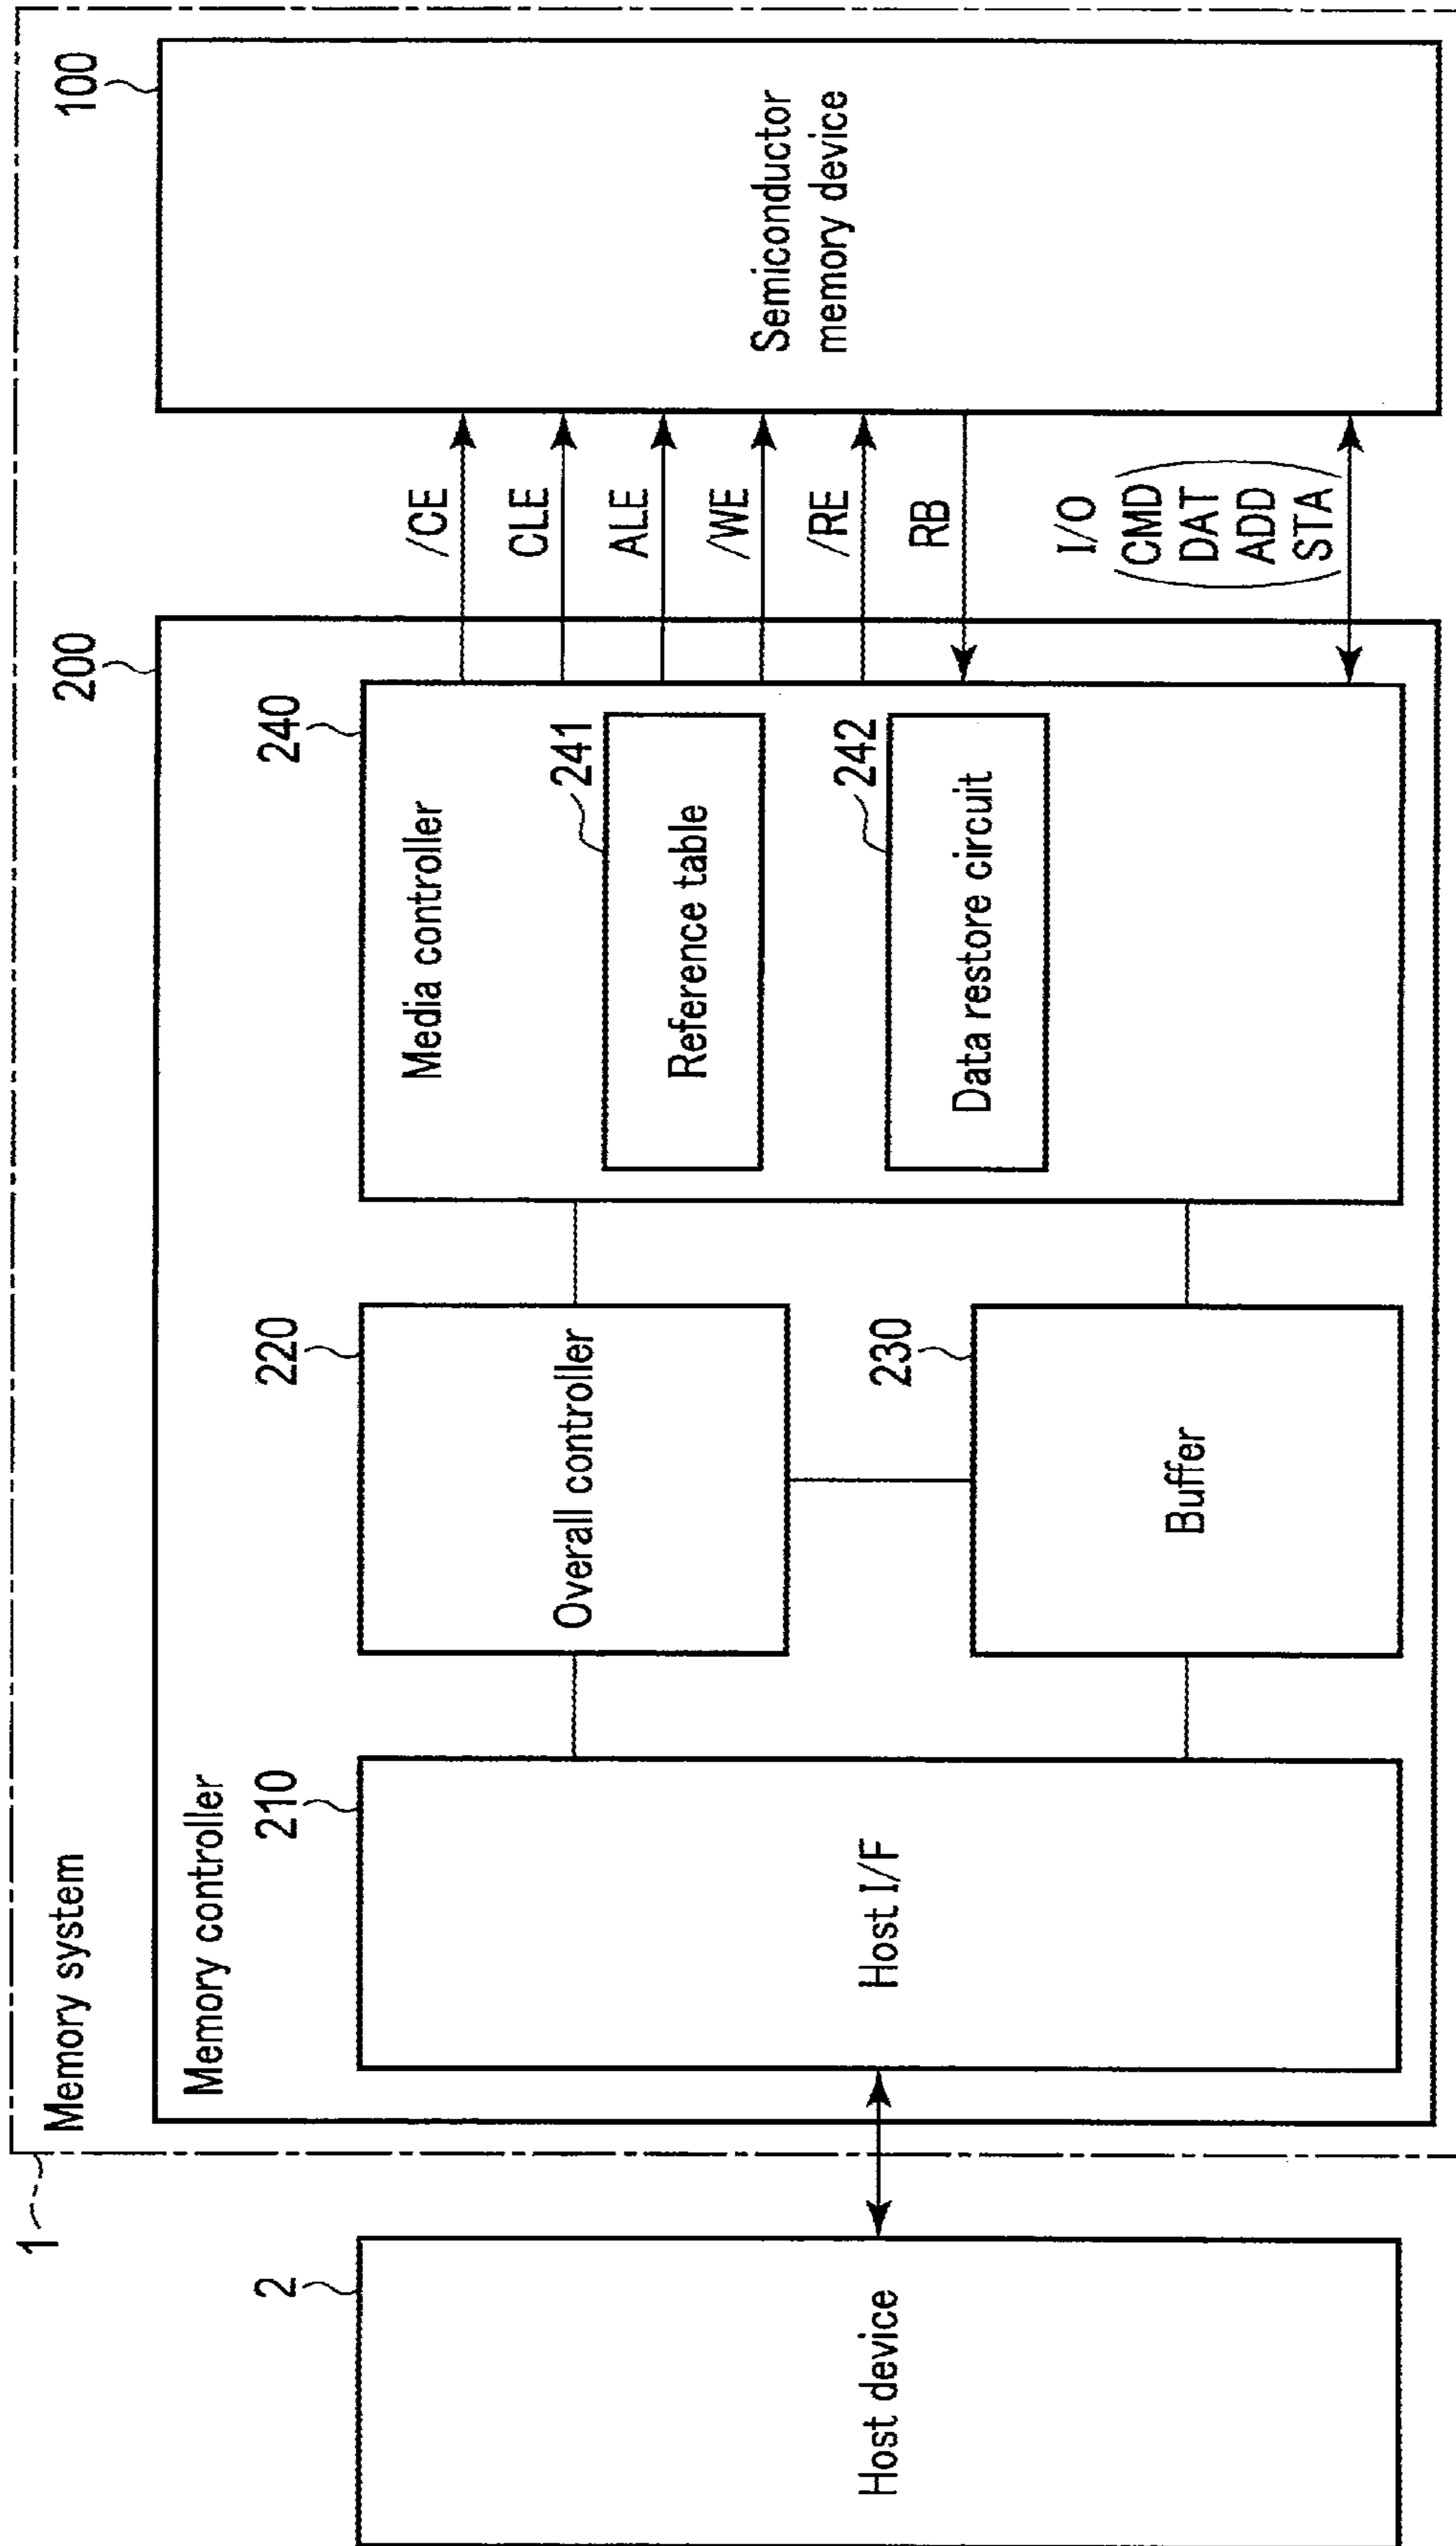 1
Memory system
2
Host device
200
Memory controller
210
Host I/F
220
Overall controller
230
Buffer
240
Media controller
241
Reference table
242
Data restore circuit
/CE
CLE
ALE
/WE
/RE
RB
I/O
(CMD
DAT
ADD
STA)
100
Semiconductor
memory device